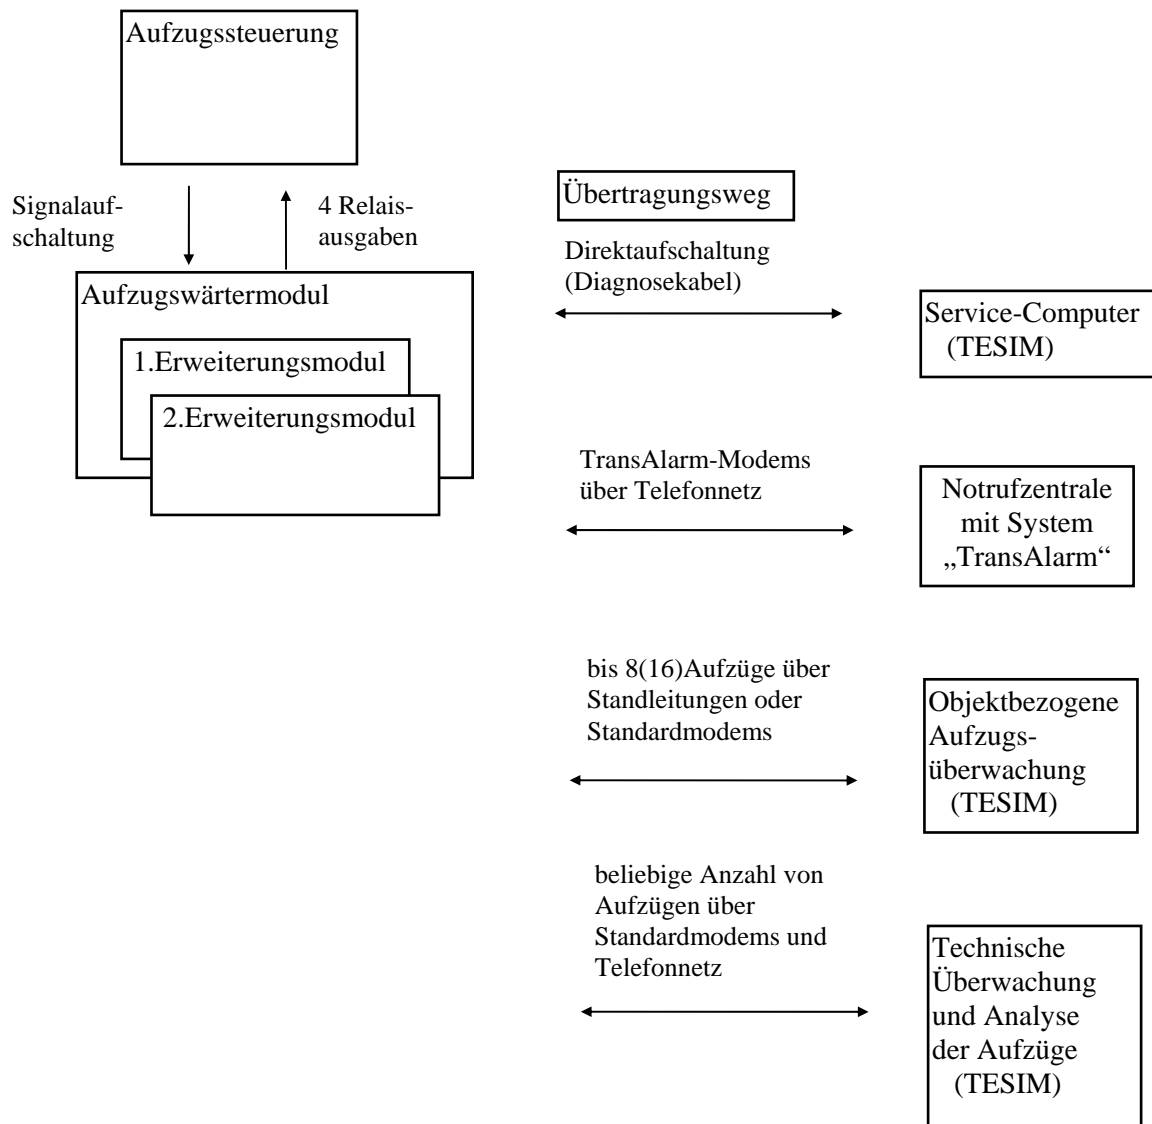 Aufzugssteuerung
Signalauf-
schaltung
4 Relais-
ausgaben
Aufzugswärtermodul
1.Erweiterungsmodul
2.Erweiterungsmodul
Übertragungsweg
Direktaufschaltung
(Diagnosekabel)
Service-Computer
(TESIM)
TransAlarm-Modems
über Telefonnetz
Notrufzentrale
mit System
„TransAlarm“
bis 8(16)Aufzüge über
Standleitungen oder
Standardmodems
Objektbezogene
Aufzugs-
überwachung
(TESIM)
beliebige Anzahl von
Aufzügen über
Standardmodems und
Telefonnetz
Technische
Überwachung
und Analyse
der Aufzüge
(TESIM)